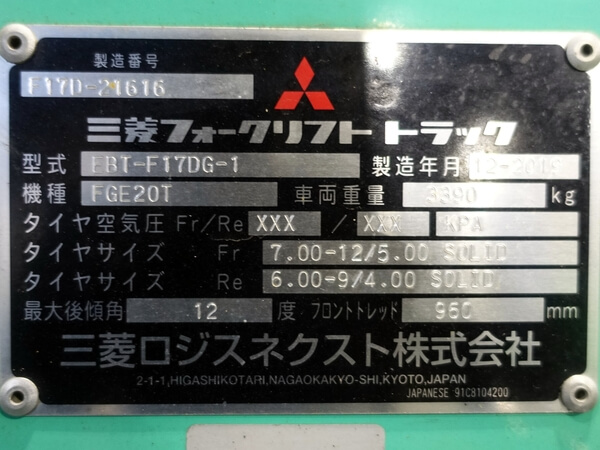 製造番号
F17D-21616
三菱フォークリフト トラック
型式 EBT-F17DG-1 製造年月 12-2018
機種 FGE20T 車両重量 3390 kg
タイヤ空気圧 Fr/Re XXX / XXX KPA
タイヤサイズ Fr 7.00-12/5.00 SOLID
タイヤサイズ Re 6.00-9/4.00 SOLID
最大後傾角 12 度 フロントトレッド 960 mm
三菱ロジスネクスト株式会社
2-1-1,HIGASHIKOTARI,NAGAOKAKYO-SHI,KYOTO,JAPAN
JAPANESE 91C8104200